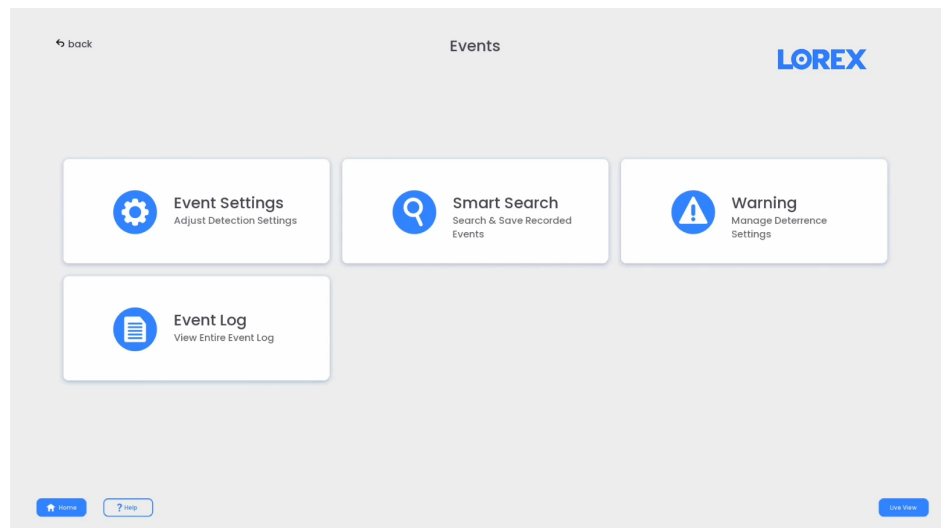 back
Events
LOREX
Event Settings
Adjust Detection Settings
Smart Search
Search & Save Recorded
Events
Warning
Manage Deterrence
Settings
Event Log
View Entire Event Log
Home
? Help
Live View